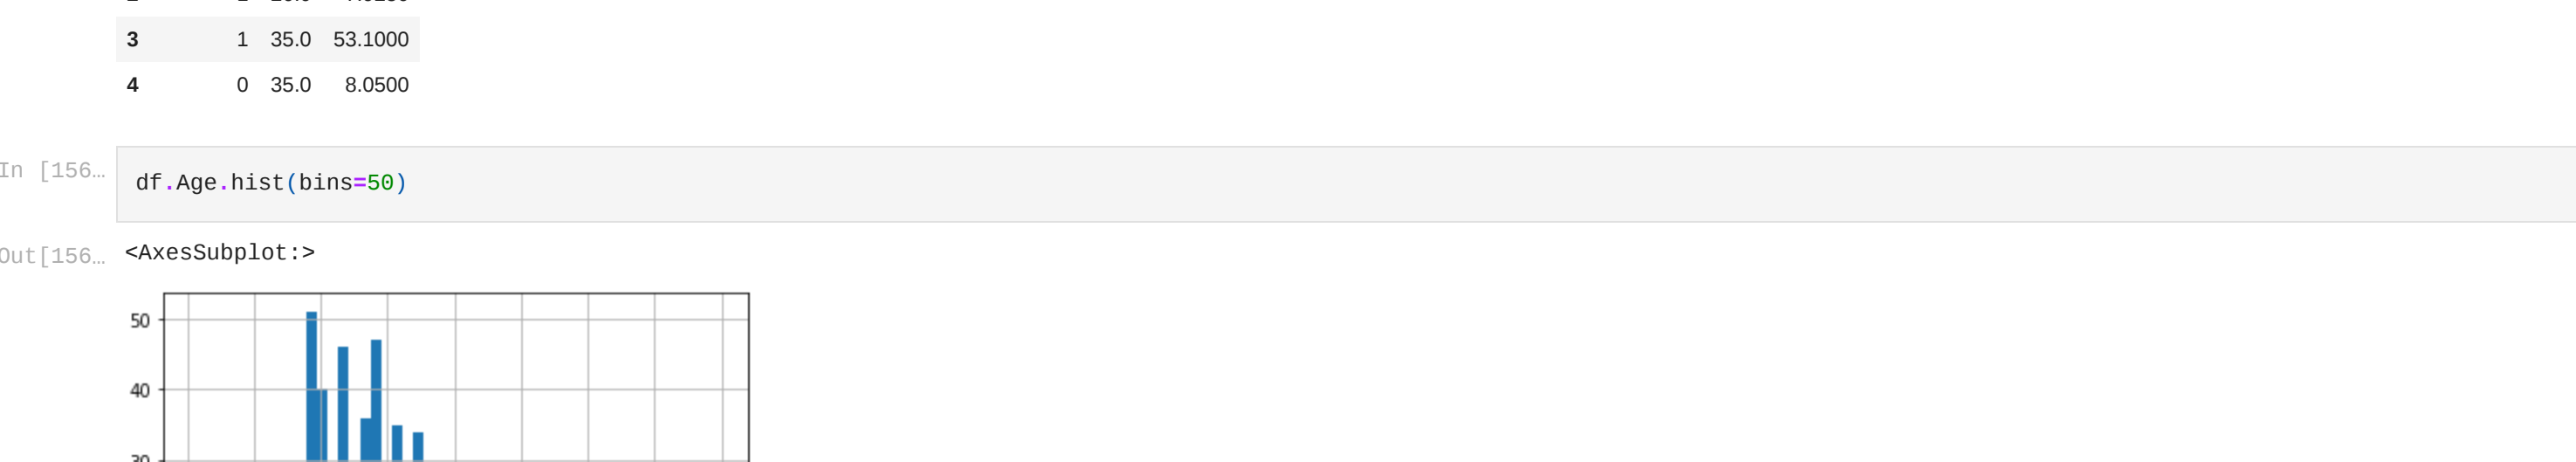 3 1 35.0 53.1000
4 0 35.0 8.0500
In [156…
df.Age.hist(bins=50)
Out[156…
<AxesSubplot:>
50
40